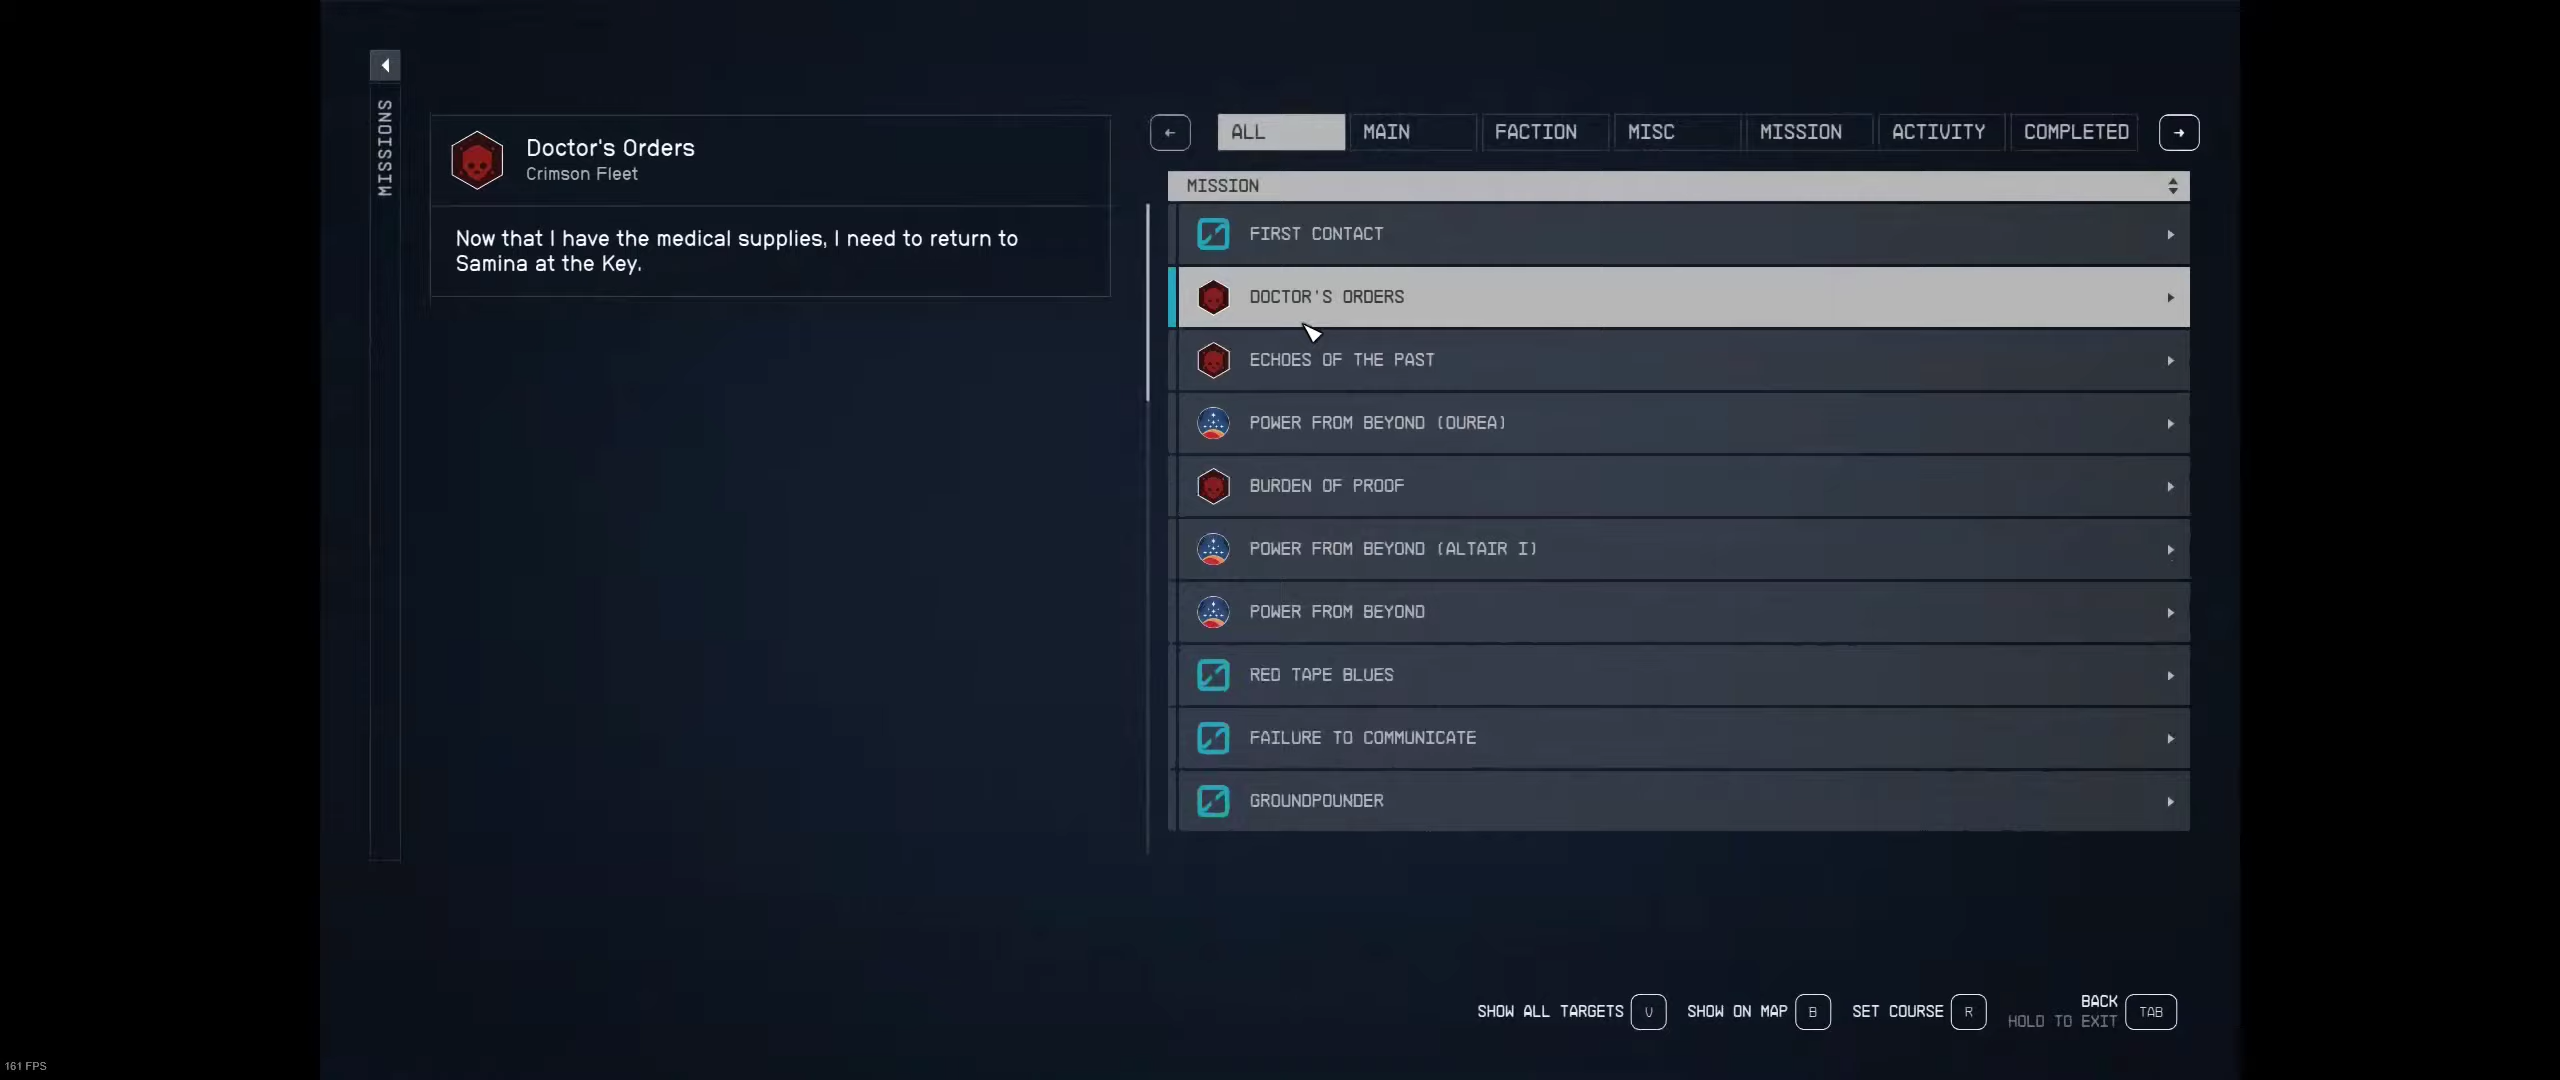 MISSIONS
Doctor's Orders
Crimson Fleet
Now that I have the medical supplies, I need to return to
Samina at the Key.
ALL MAIN FACTION MISC MISSION ACTIVITY COMPLETED
MISSION
FIRST CONTACT
DOCTOR'S ORDERS
ECHOES OF THE PAST
POWER FROM BEYOND (OUREA)
BURDEN OF PROOF
POWER FROM BEYOND (ALTAIR I)
POWER FROM BEYOND
RED TAPE BLUES
FAILURE TO COMMUNICATE
GROUNDPOUNDER
SHOW ALL TARGETS V SHOW ON MAP B SET COURSE R BACK TAB
HOLD TO EXIT
161 FPS